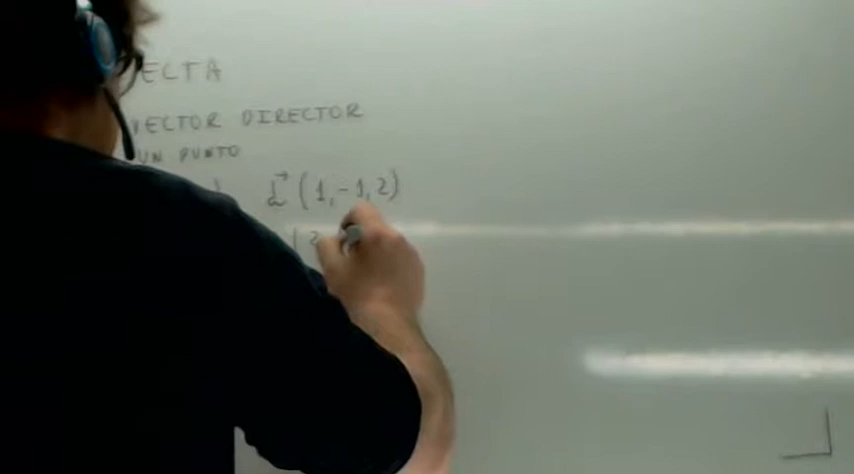 ECTA
VECTOR DIRECTOR
UN PUNTO
(1,-1,2)